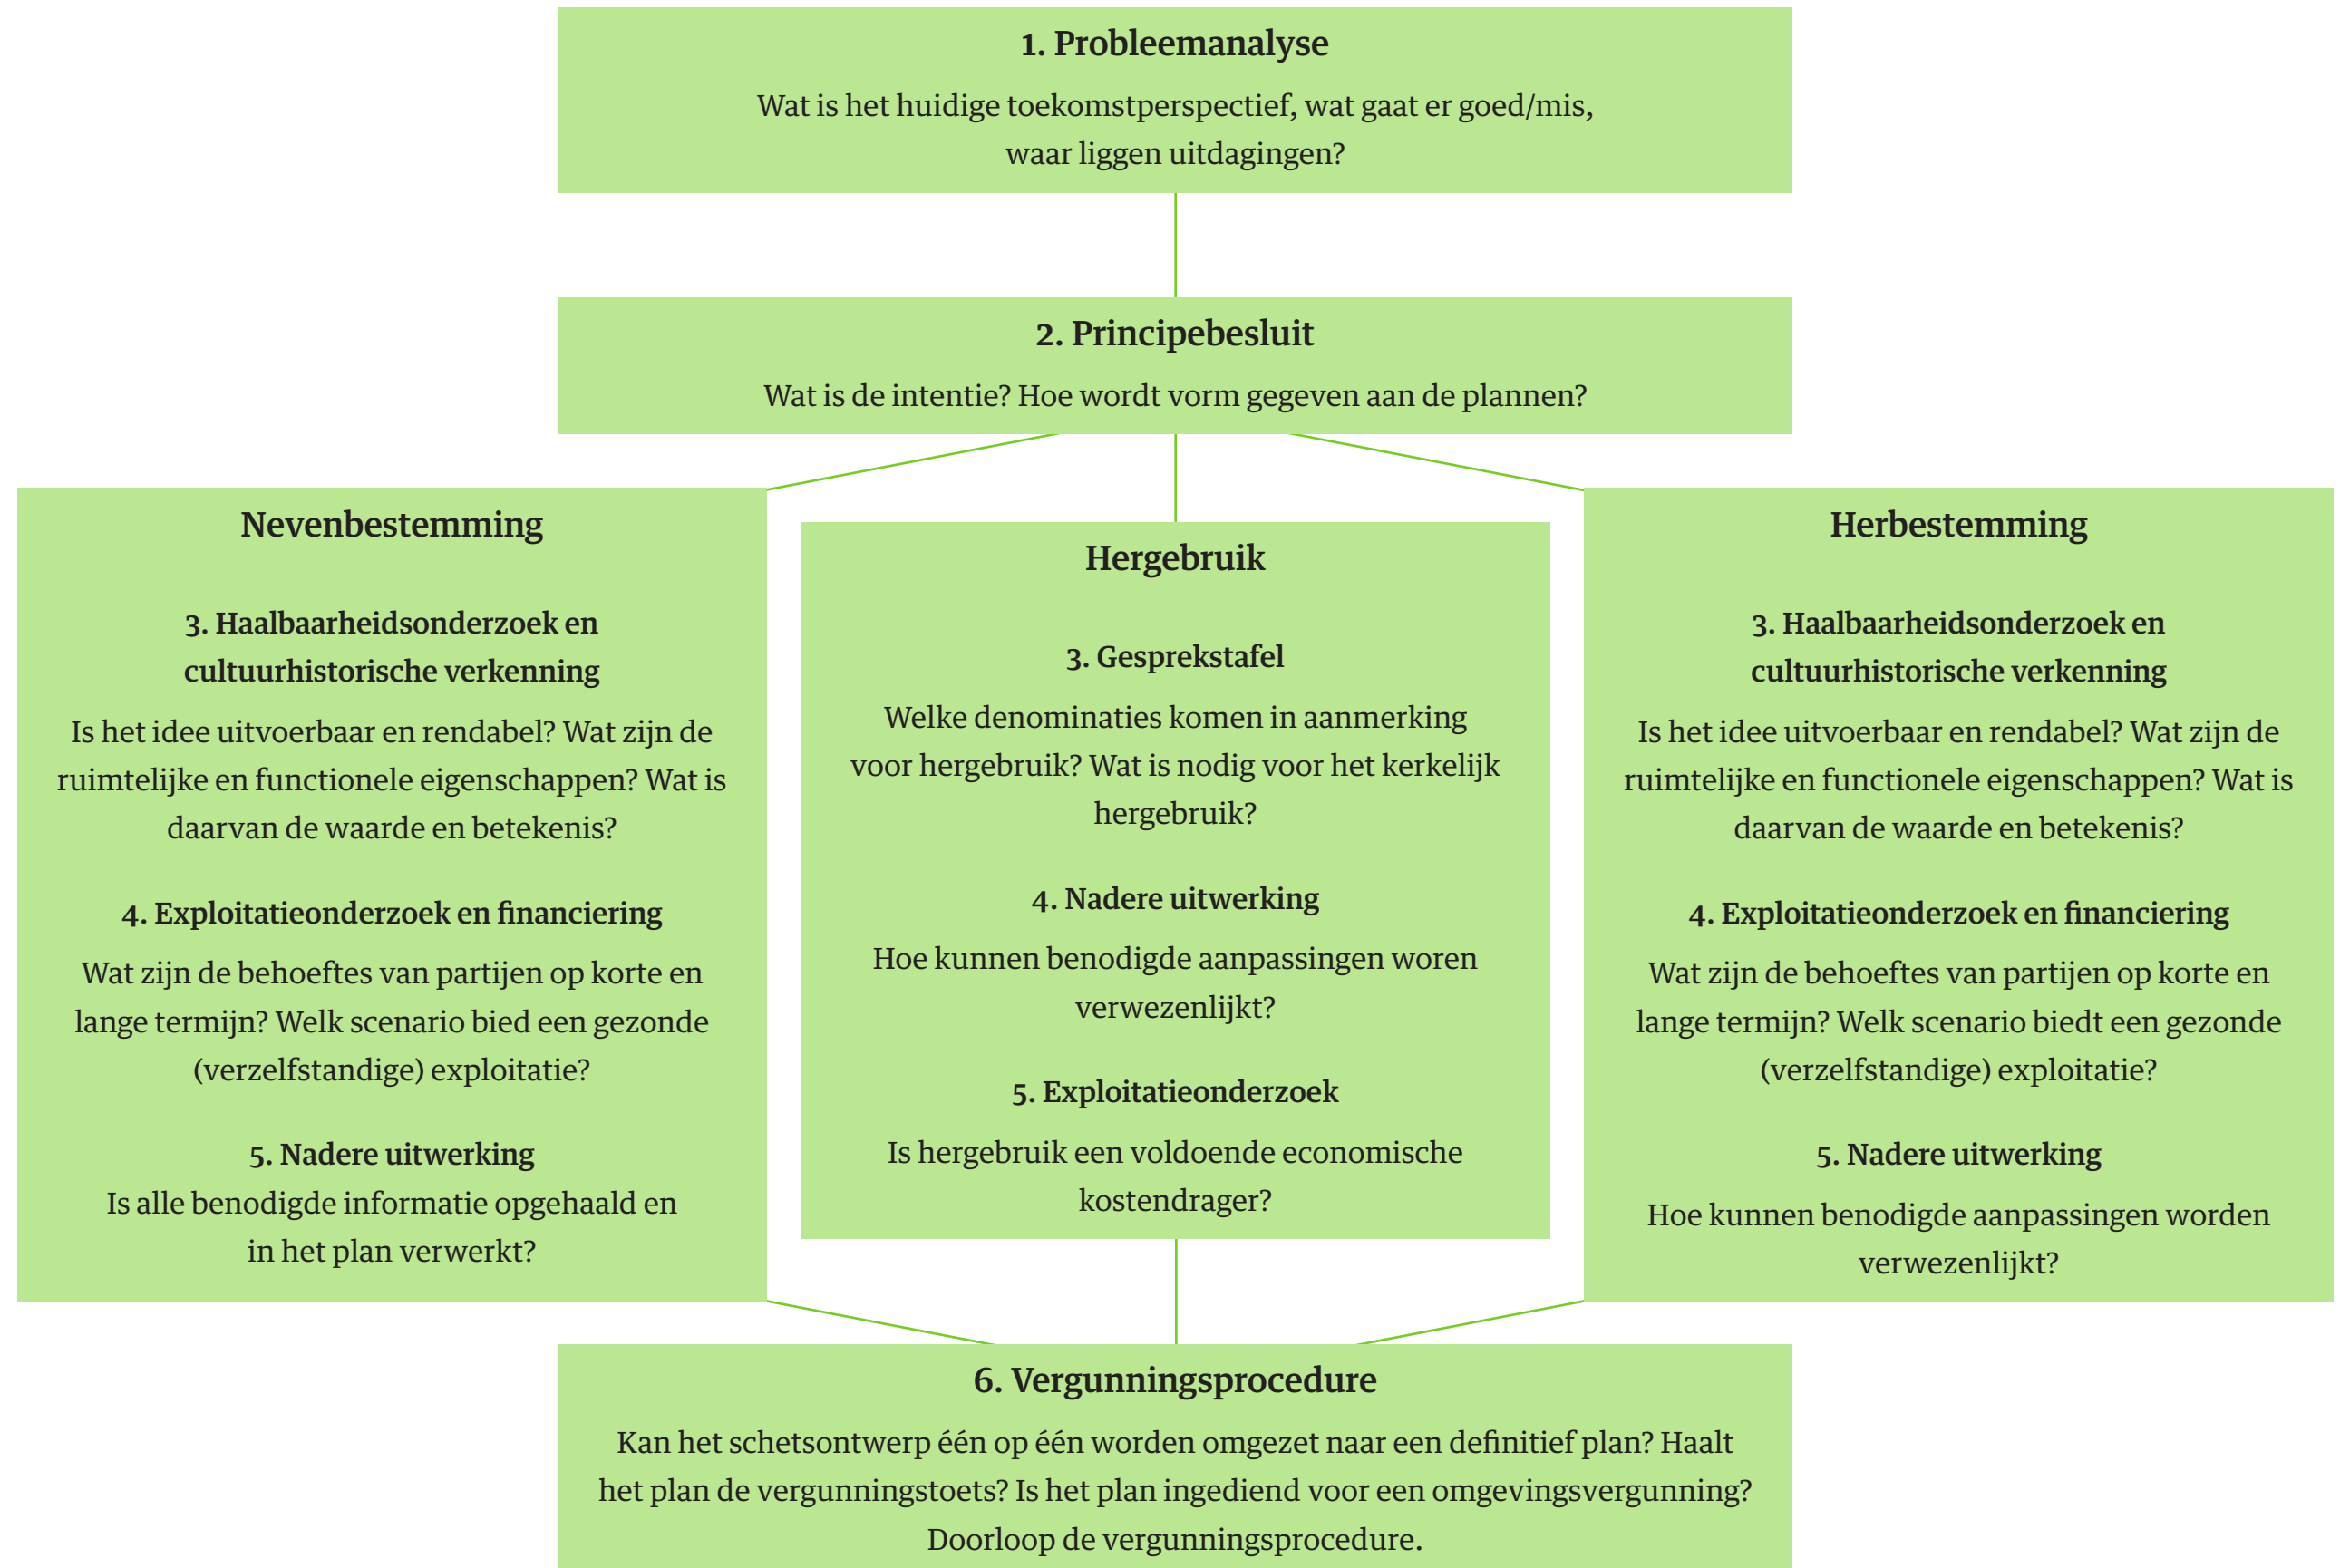 1. Probleemanalyse
Wat is het huidige toekomstperspectief, wat gaat er goed/mis,
waar liggen uitdagingen?
2. Principebesluit
Wat is de intentie? Hoe wordt vorm gegeven aan de plannen?
Nevenbestemming
3. Haalbaarheidsonderzoek en
cultuurhistorische verkenning
Is het idee uitvoerbaar en rendabel? Wat zijn de
ruimtelijke en functionele eigenschappen? Wat is
daarvan de waarde en betekenis?
4. Exploitatieonderzoek en financiering
Wat zijn de behoeftes van partijen op korte en
lange termijn? Welk scenario bied een gezonde
(verzelfstandige) exploitatie?
5. Nadere uitwerking
Is alle benodigde informatie opgehaald en
in het plan verwerkt?
Hergebruik
3. Gesprekstafel
Welke denominaties komen in aanmerking
voor hergebruik? Wat is nodig voor het kerkelijk
hergebruik?
4. Nadere uitwerking
Hoe kunnen benodigde aanpassingen woren
verwezenlijkt?
5. Exploitatieonderzoek
Is hergebruik een voldoende economische
kostendrager?
Herbestemming
3. Haalbaarheidsonderzoek en
cultuurhistorische verkenning
Is het idee uitvoerbaar en rendabel? Wat zijn de
ruimtelijke en functionele eigenschappen? Wat is
daarvan de waarde en betekenis?
4. Exploitatieonderzoek en financiering
Wat zijn de behoeftes van partijen op korte en
lange termijn? Welk scenario biedt een gezonde
(verzelfstandige) exploitatie?
5. Nadere uitwerking
Hoe kunnen benodigde aanpassingen worden
verwezenlijkt?
6. Vergunningsprocedure
Kan het schetsontwerp één op één worden omgezet naar een definitief plan? Haalt
het plan de vergunningstoets? Is het plan ingediend voor een omgevingsvergunning?
Doorloop de vergunningsprocedure.